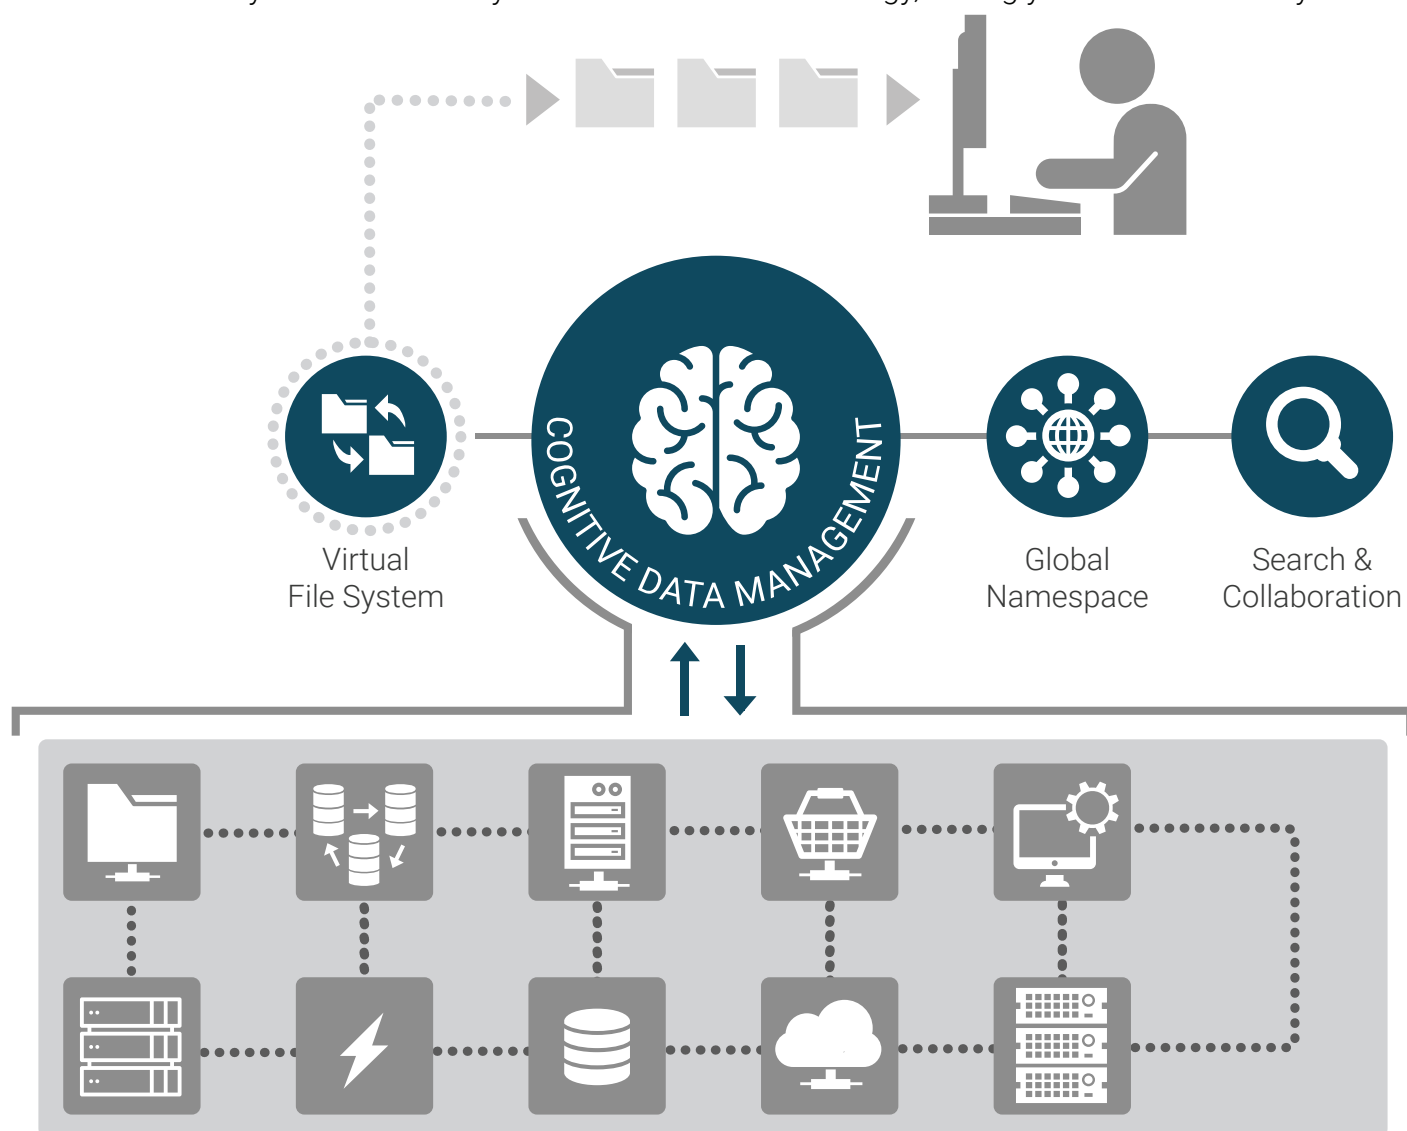 COGNITIVE DATA MANAGEMENT
Virtual
File System
Global
Namespace
Search &
Collaboration